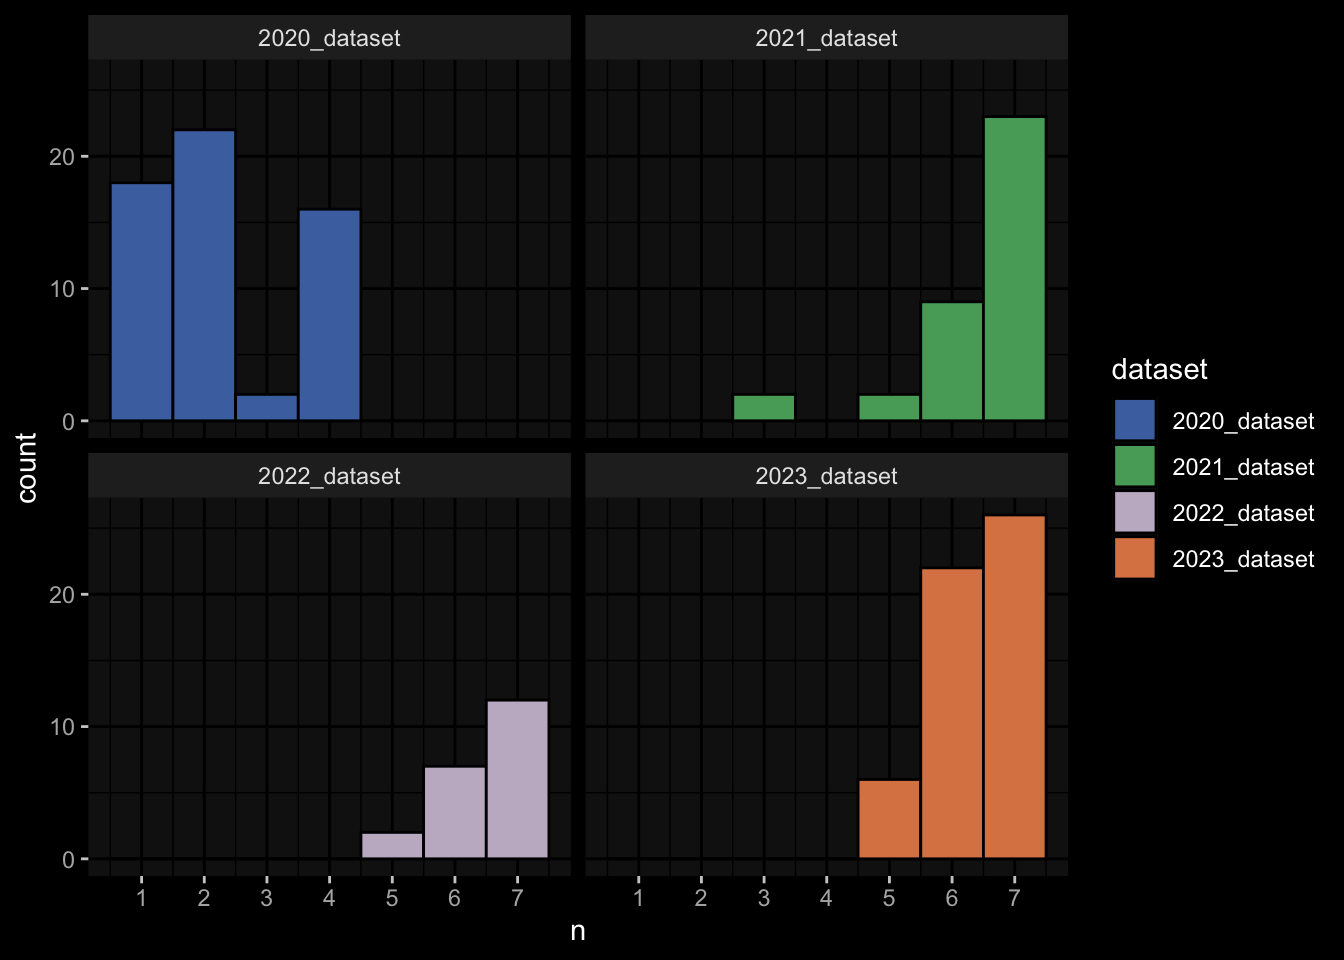 2020_dataset
2021_dataset
20
10
0
count
2022_dataset
2023_dataset
20
10
0
1 2 3 4 5 6 7
1 2 3 4 5 6 7
n
dataset
2020_dataset
2021_dataset
2022_dataset
2023_dataset